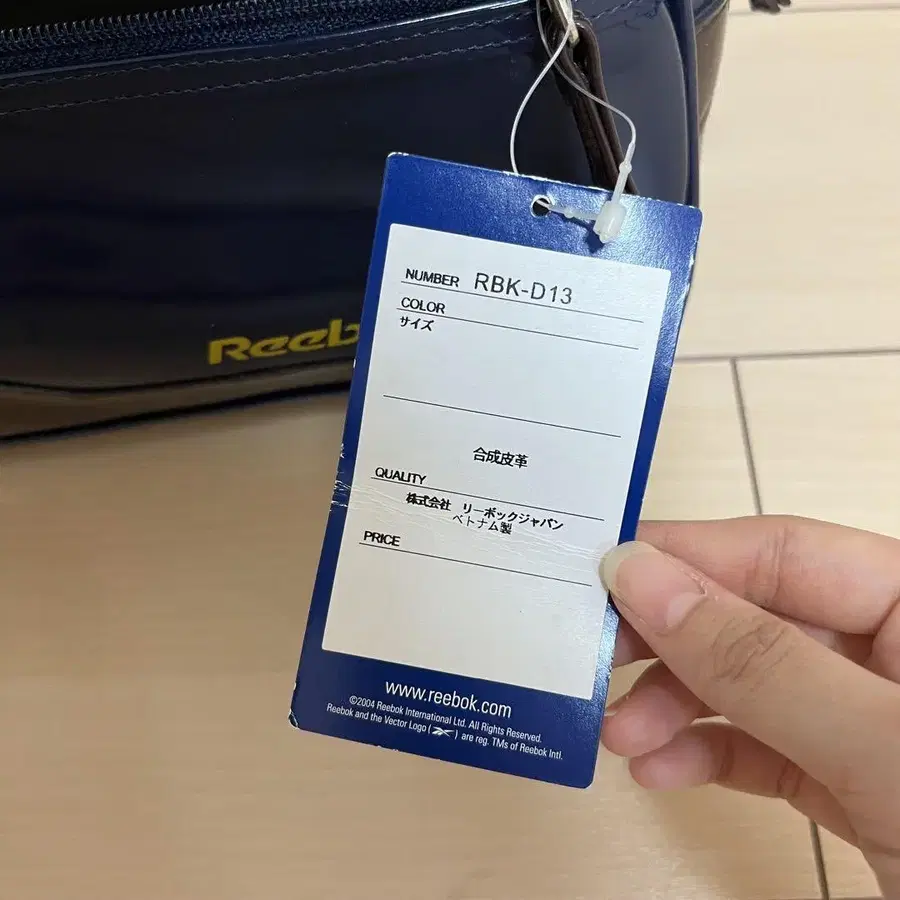 Reeb
NUMBER RBK-D13
COLOR
サイズ
合成皮革
QUALITY
株式会社 リーボックジャパン
ベトナム製
PRICE
www.reebok.com
©2004 Reebok International Ltd. All Rights Reserved.
Reebok and the Vector Logo ( ) are reg. TMs of Reebok Intl.